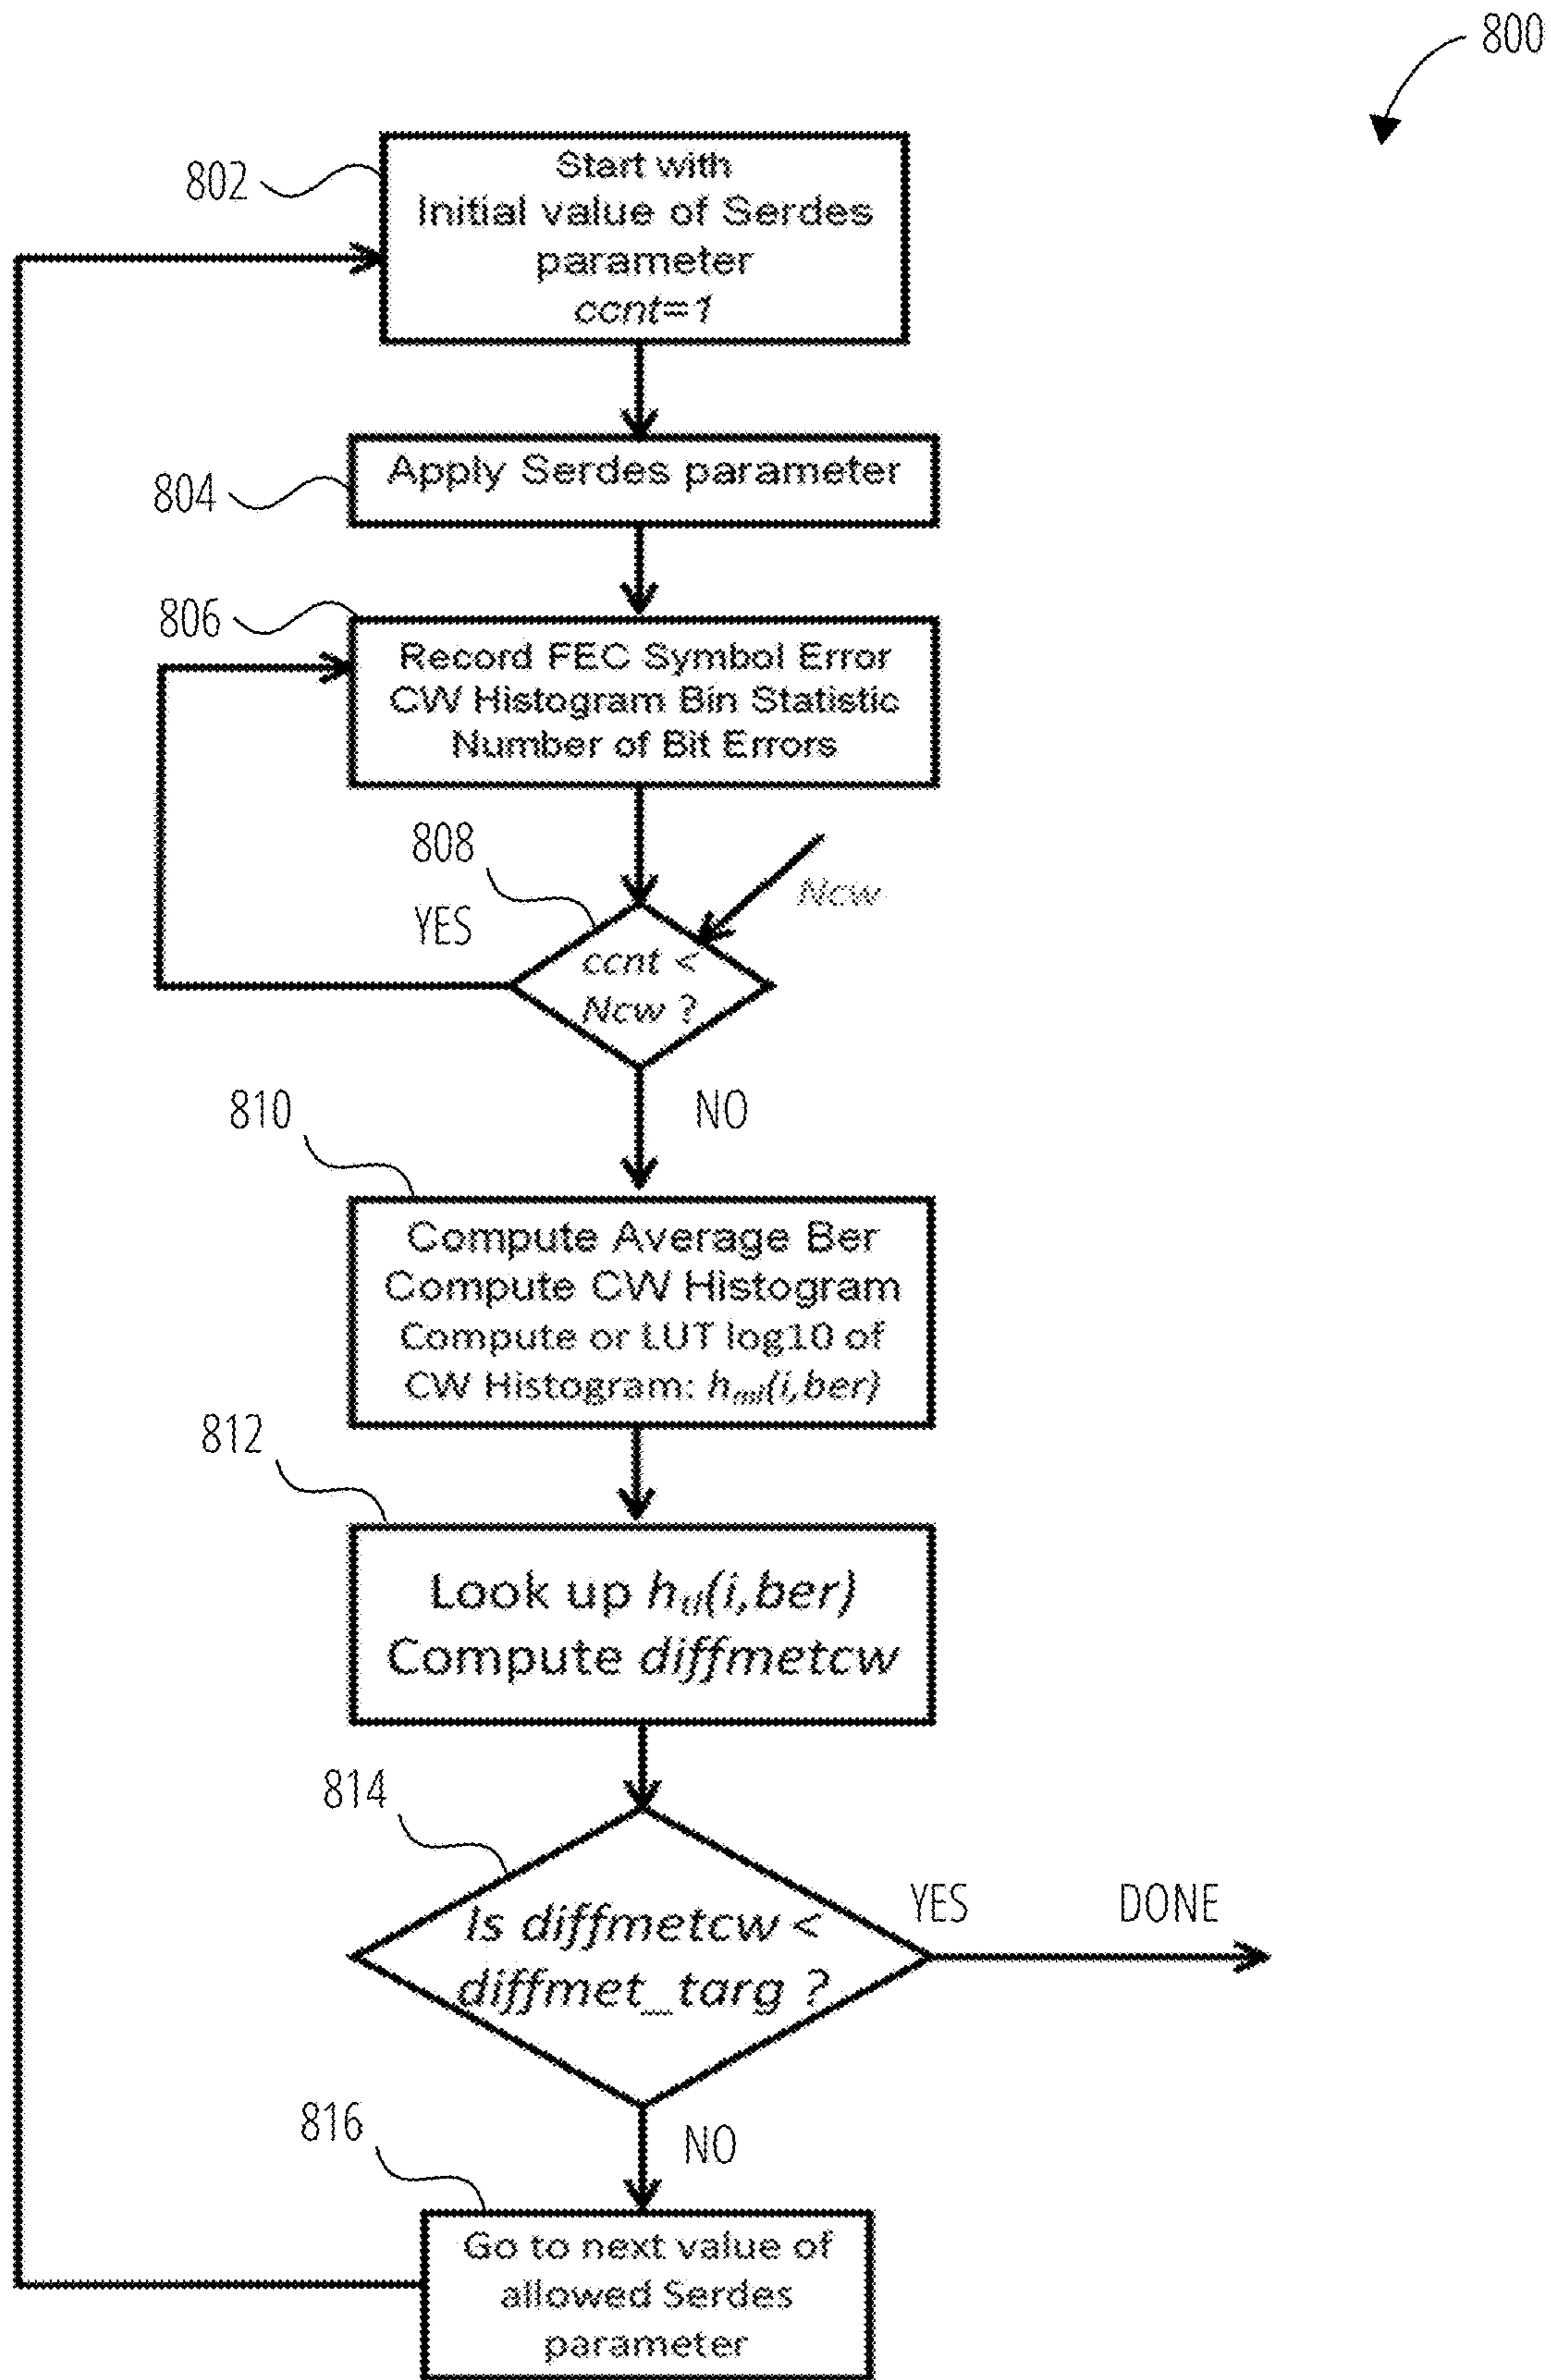 800
802
Start with
Initial value of Serdes
parameter
ccnt=1
804
Apply Serdes parameter
806
Record FEC Symbol Error
CW Histogram Bin Statistic
Number of Bit Errors
808
Ncw
YES
ccnt <
Ncw ?
NO
810
Compute Average Ber
Compute CW Histogram
Compute or LUT log10 of
CW Histogram: (i,ber)
812
Look up (i,ber)
Compute diffmetcw
814
YES
DONE
Is diffmetcw <
diffmet_targ ?
NO
816
Go to next value of
allowed Serdes
parameter